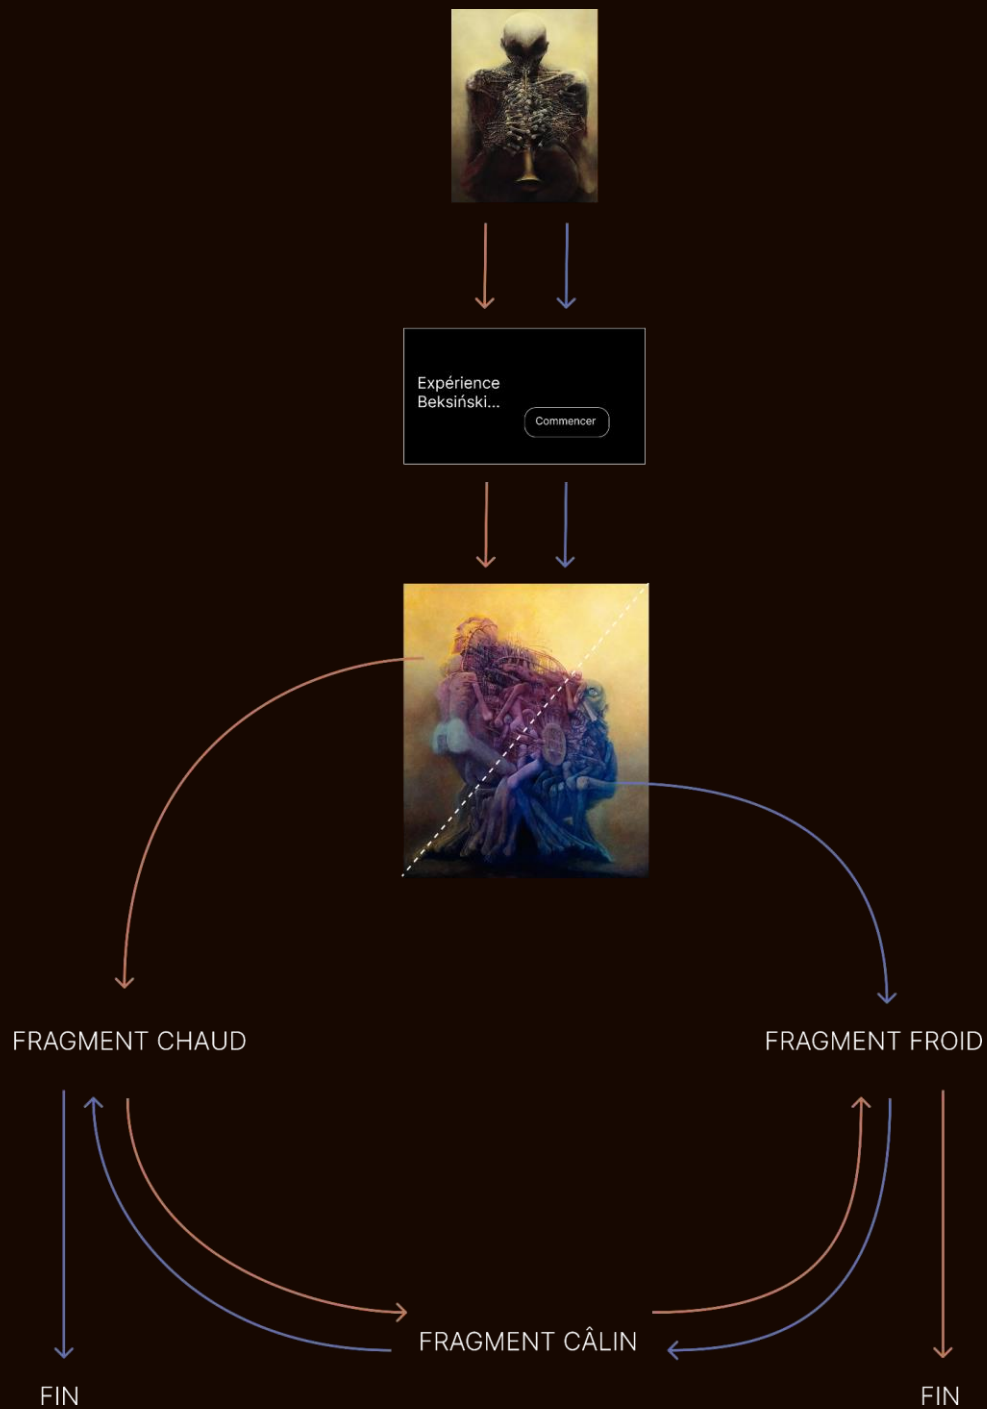 Expérience
Beksiński...
Commencer
FRAGMENT CHAUD
FRAGMENT FROID
FRAGMENT CÂLIN
FIN
FIN